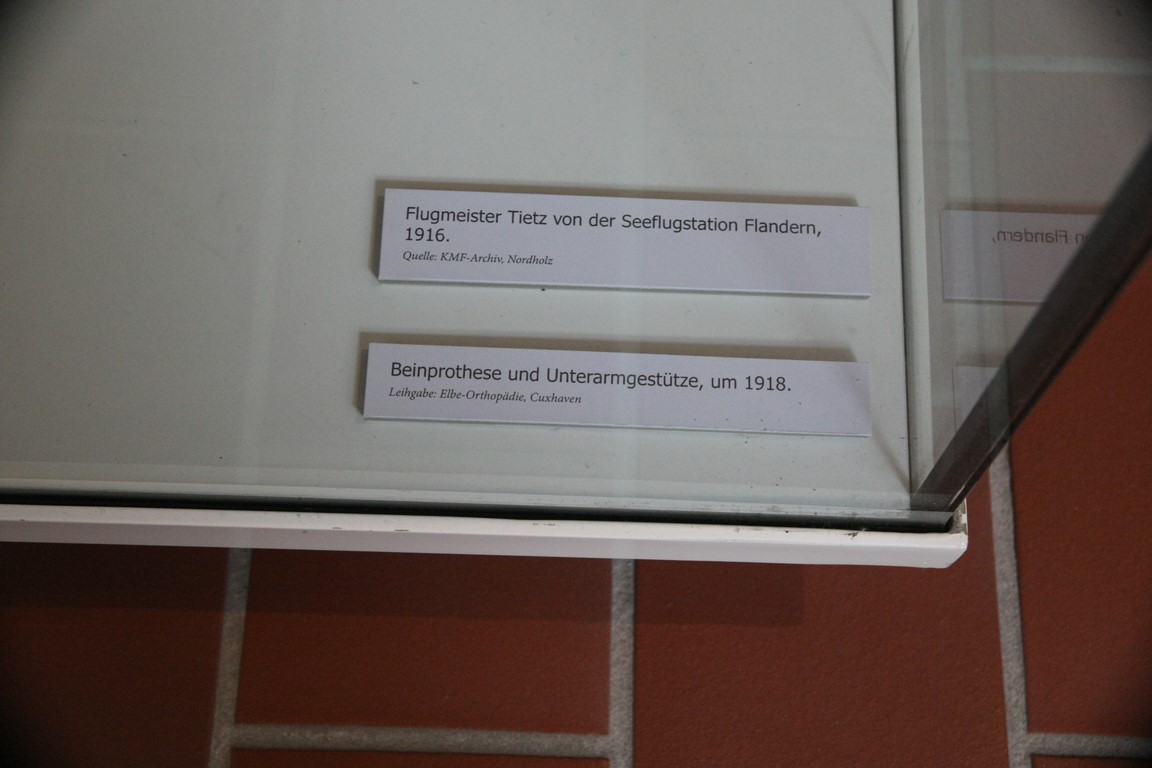 Flugmeister Tietz von der Seeflugstation Flandern,
1916.
Quelle: KMF-Archiv, Nordholz
Beinprothese und Unterarmgestütze, um 1918.
Leihgabe: Elbe-Orthopädie, Cuxhaven